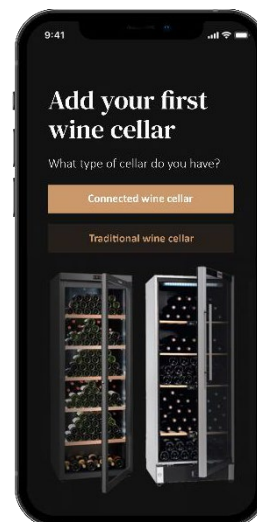 9:41
Add your first
wine cellar
What type of cellar do you have?
Connected wine cellar
Traditional wine cellar